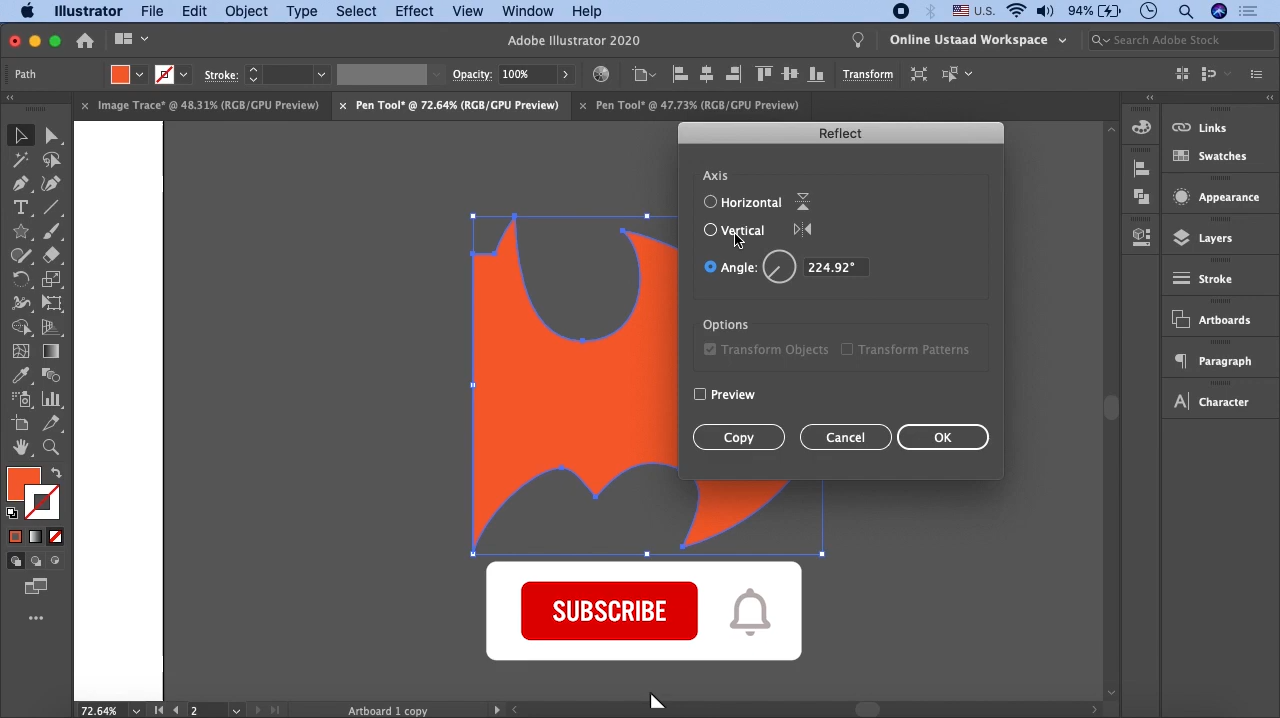 Illustrator File Edit Object Type Select Effect View Window Help U.S. 94%
Adobe Illustrator 2020 Online Ustaad Workspace Search Adobe Stock
Path Stroke: Opacity: 100% Transform
Image Trace* @ 48.31% (RGB/GPU Preview) Pen Tool* @ 72.64% (RGB/GPU Preview) Pen Tool* @ 47.73% (RGB/GPU Preview)
Reflect
Axis
Horizontal
Vertical
Angle: 224.92°
Options
Transform Objects Transform Patterns
Preview
Copy Cancel OK
Links
Swatches
Appearance
Layers
Stroke
Artboards
Paragraph
Character
SUBSCRIBE
72.64% 2 Artboard 1 copy